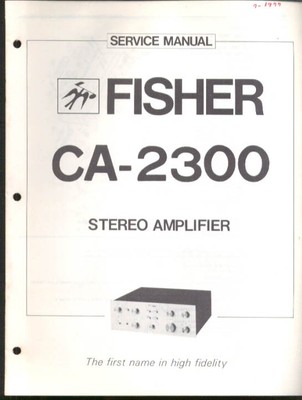 SERVICE MANUAL
FISHER
CA-2300
STEREO AMPLIFIER
The first name in high fidelity